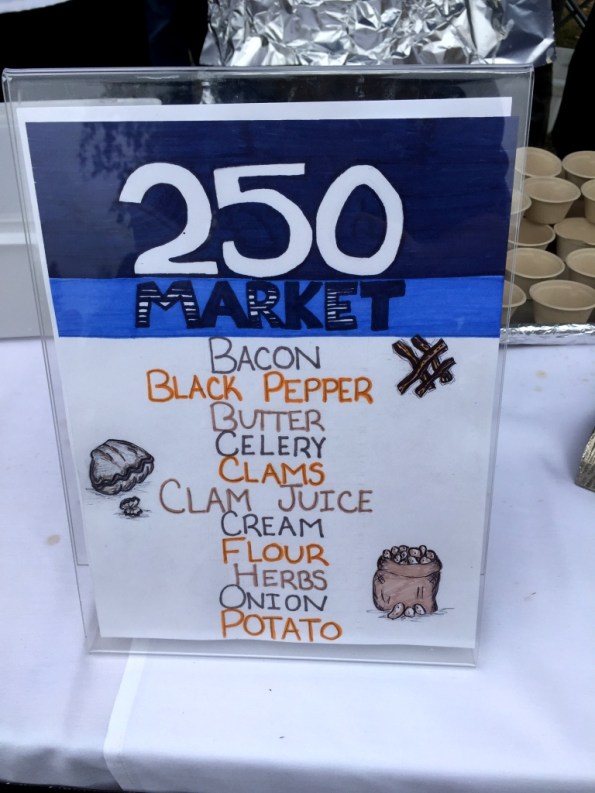 250
MARKET
BACON
BLACK PEPPER
BUTTER
CELERY
CLAMS
CLAM JUICE
CREAM
FLOUR
HERBS
ONION
POTATO